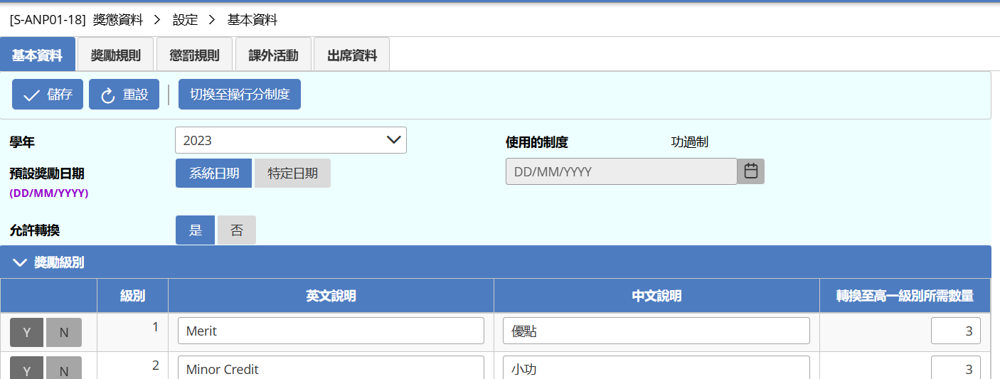 [S-ANP01-18] 獎懲資料 > 設定 > 基本資料
基本資料 獎勵規則 懲罰規則 課外活動 出席資料
儲存 重設 切換至操行分制度
學年 2023 使用的制度 功過制
預設獎勵日期 系統日期 特定日期 DD/MM/YYYY
(DD/MM/YYYY)
允許轉換 是 否
獎勵級別
級別 英文說明 中文說明 轉換至高一級別所需數量
Y N 1 Merit 優點 3
Y N 2 Minor Credit 小功 3